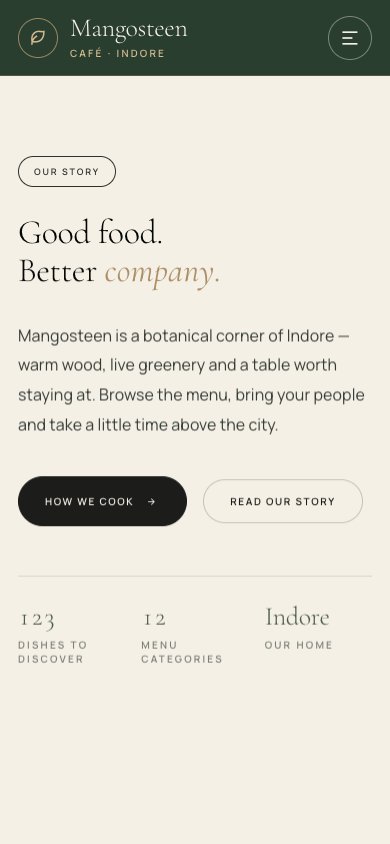 Mangosteen
CAFÉ · INDORE
OUR STORY
Good food.
Better company.
Mangosteen is a botanical corner of Indore —
warm wood, live greenery and a table worth
staying at. Browse the menu, bring your people
and take a little time above the city.
HOW WE COOK →
READ OUR STORY
123
DISHES TO
DISCOVER
12
MENU
CATEGORIES
Indore
OUR HOME